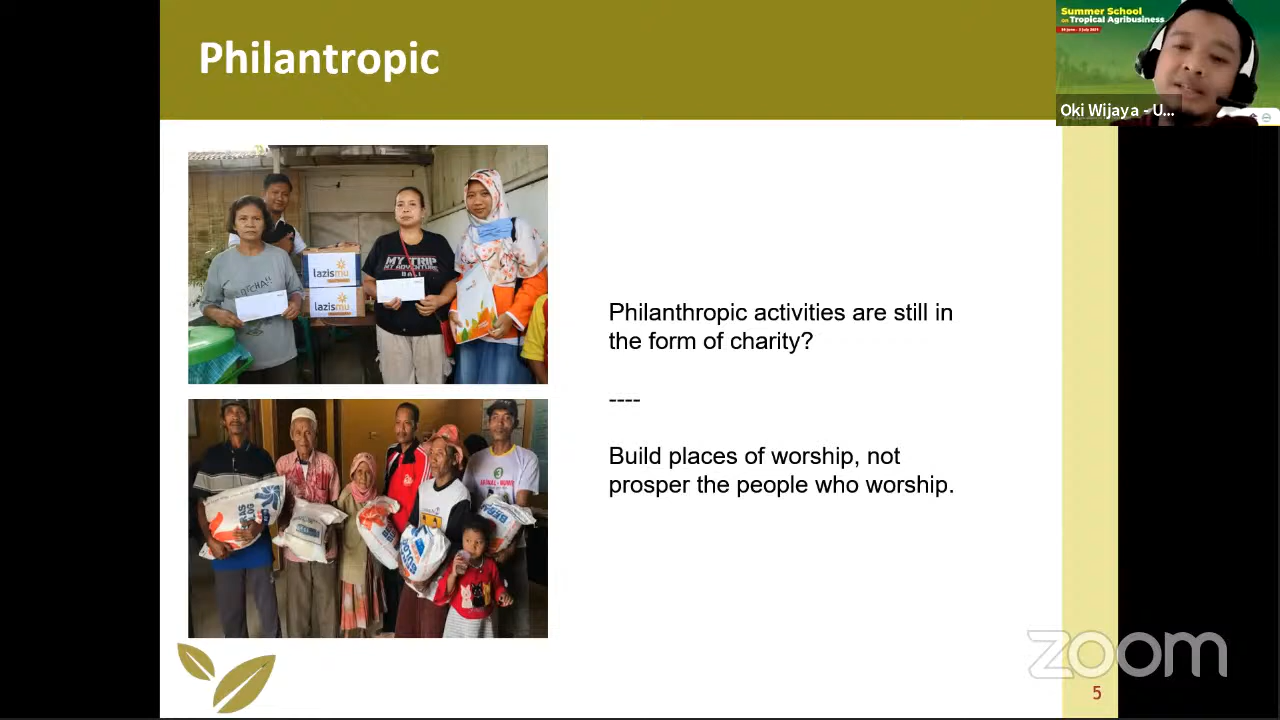 Philantropic
Summer School
on Tropical Agribusiness
Oki Wijaya - U...
lazismu
lazismu
MY TRIP
MY ADVENTURE
BALI
Philanthropic activities are still in
the form of charity?
----
Build places of worship, not
prosper the people who worship.
zoom
5